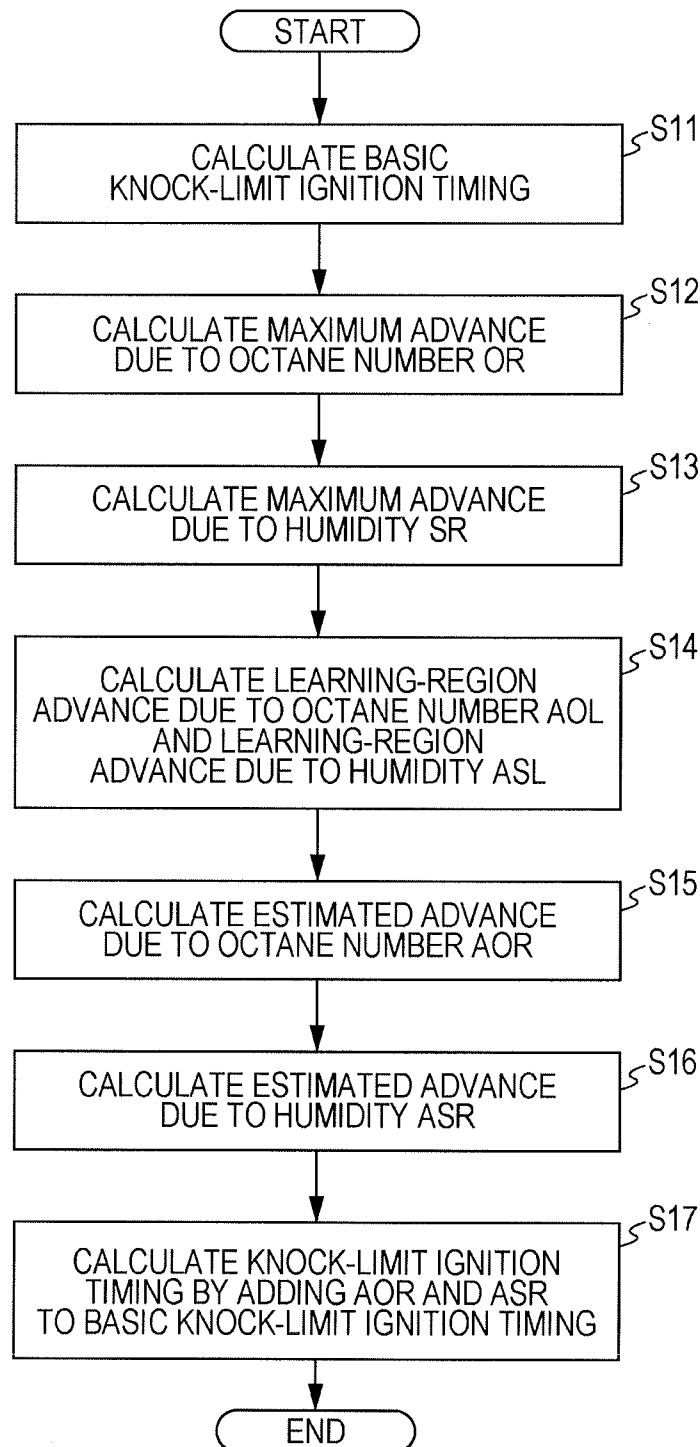 START
S11
CALCULATE BASIC
KNOCK-LIMIT IGNITION TIMING
S12
CALCULATE MAXIMUM ADVANCE
DUE TO OCTANE NUMBER OR
S13
CALCULATE MAXIMUM ADVANCE
DUE TO HUMIDITY SR
S14
CALCULATE LEARNING-REGION
ADVANCE DUE TO OCTANE NUMBER AOL
AND LEARNING-REGION
ADVANCE DUE TO HUMIDITY ASL
S15
CALCULATE ESTIMATED ADVANCE
DUE TO OCTANE NUMBER AOR
S16
CALCULATE ESTIMATED ADVANCE
DUE TO HUMIDITY ASR
S17
CALCULATE KNOCK-LIMIT IGNITION
TIMING BY ADDING AOR AND ASR
TO BASIC KNOCK-LIMIT IGNITION TIMING
END